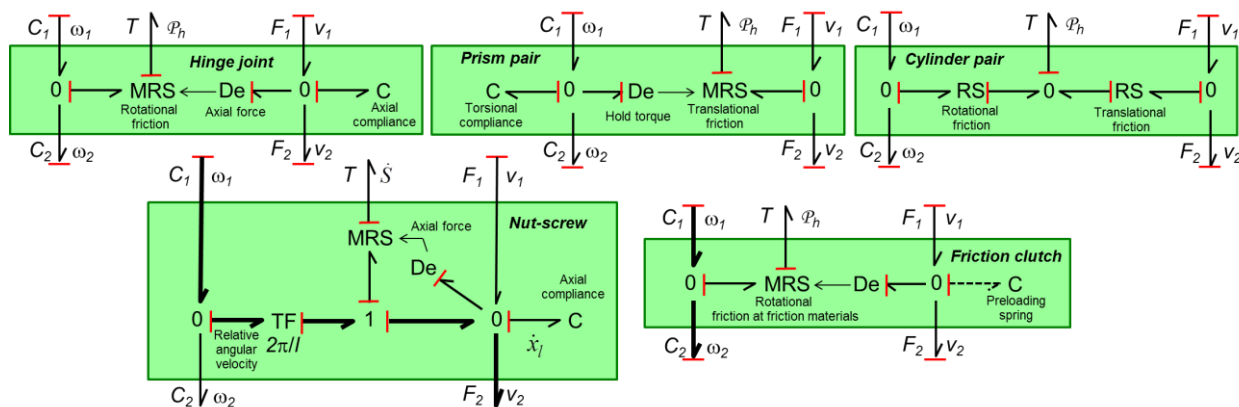 C1 ω1 T 𝒫h F1 v1
Hinge joint
0 MRS De 0 C
Rotational friction
Axial force
Axial compliance
C2 ω2 F2 v2
C1 ω1 T 𝒫h F1 v1
Prism pair
C 0 De MRS 0
Torsional compliance
Hold torque
Translational friction
C2 ω2 F2 v2
C1 ω1 T 𝒫h F1 v1
Cylinder pair
0 RS 0 RS 0
Rotational friction
Translational friction
C2 ω2 F2 v2
C1 ω1 T Ṡ F1 v1
Nut-screw
MRS
Axial force
De
Axial compliance
0 TF 1 0 C
Relative angular velocity
2π/l
ẋl
C2 ω2 F2 v2
C1 ω1 T 𝒫h F1 v1
Friction clutch
0 MRS De 0 C
Rotational friction at friction materials
Preloading spring
C2 ω2 F2 v2